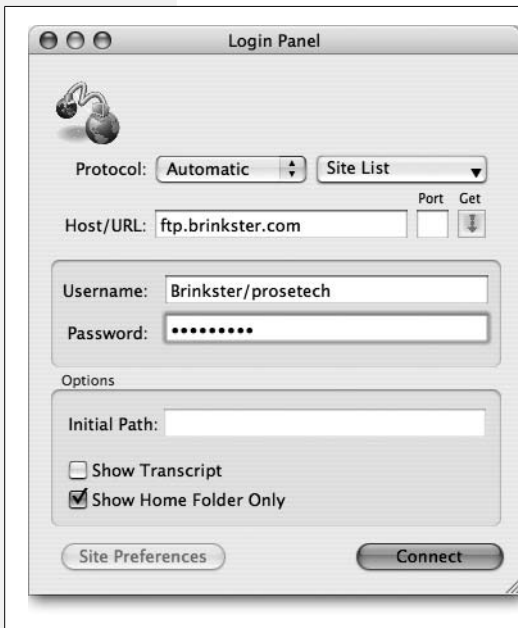 Login Panel
Protocol: Automatic Site List
Port Get
Host/URL: ftp.brinkster.com
Username: Brinkster/prosetech
Password: •••••••••
Options
Initial Path:
Show Transcript
Show Home Folder Only
Site Preferences Connect